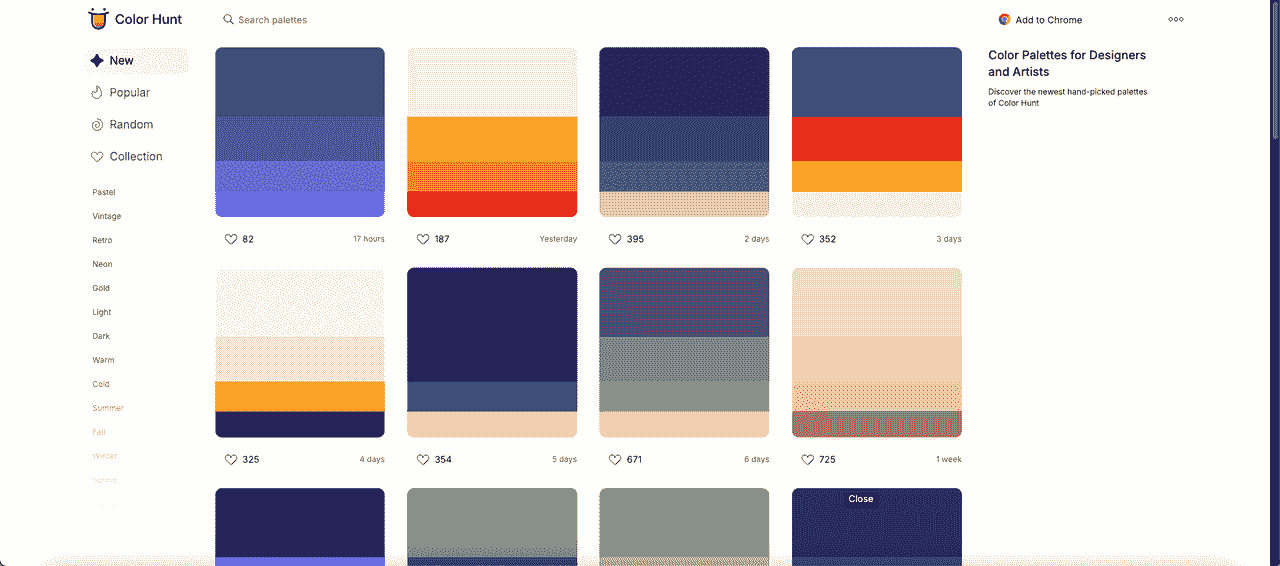 Color Hunt
Search palettes
Add to Chrome
New
Popular
Random
Collection
Pastel
Vintage
Retro
Neon
Gold
Light
Dark
Warm
Cold
Summer
Fall
Winter
Spring
82
17 hours
187
Yesterday
395
2 days
352
3 days
325
4 days
354
5 days
671
6 days
725
1 week
Close
Color Palettes for Designers
and Artists
Discover the newest hand-picked palettes
of Color Hunt